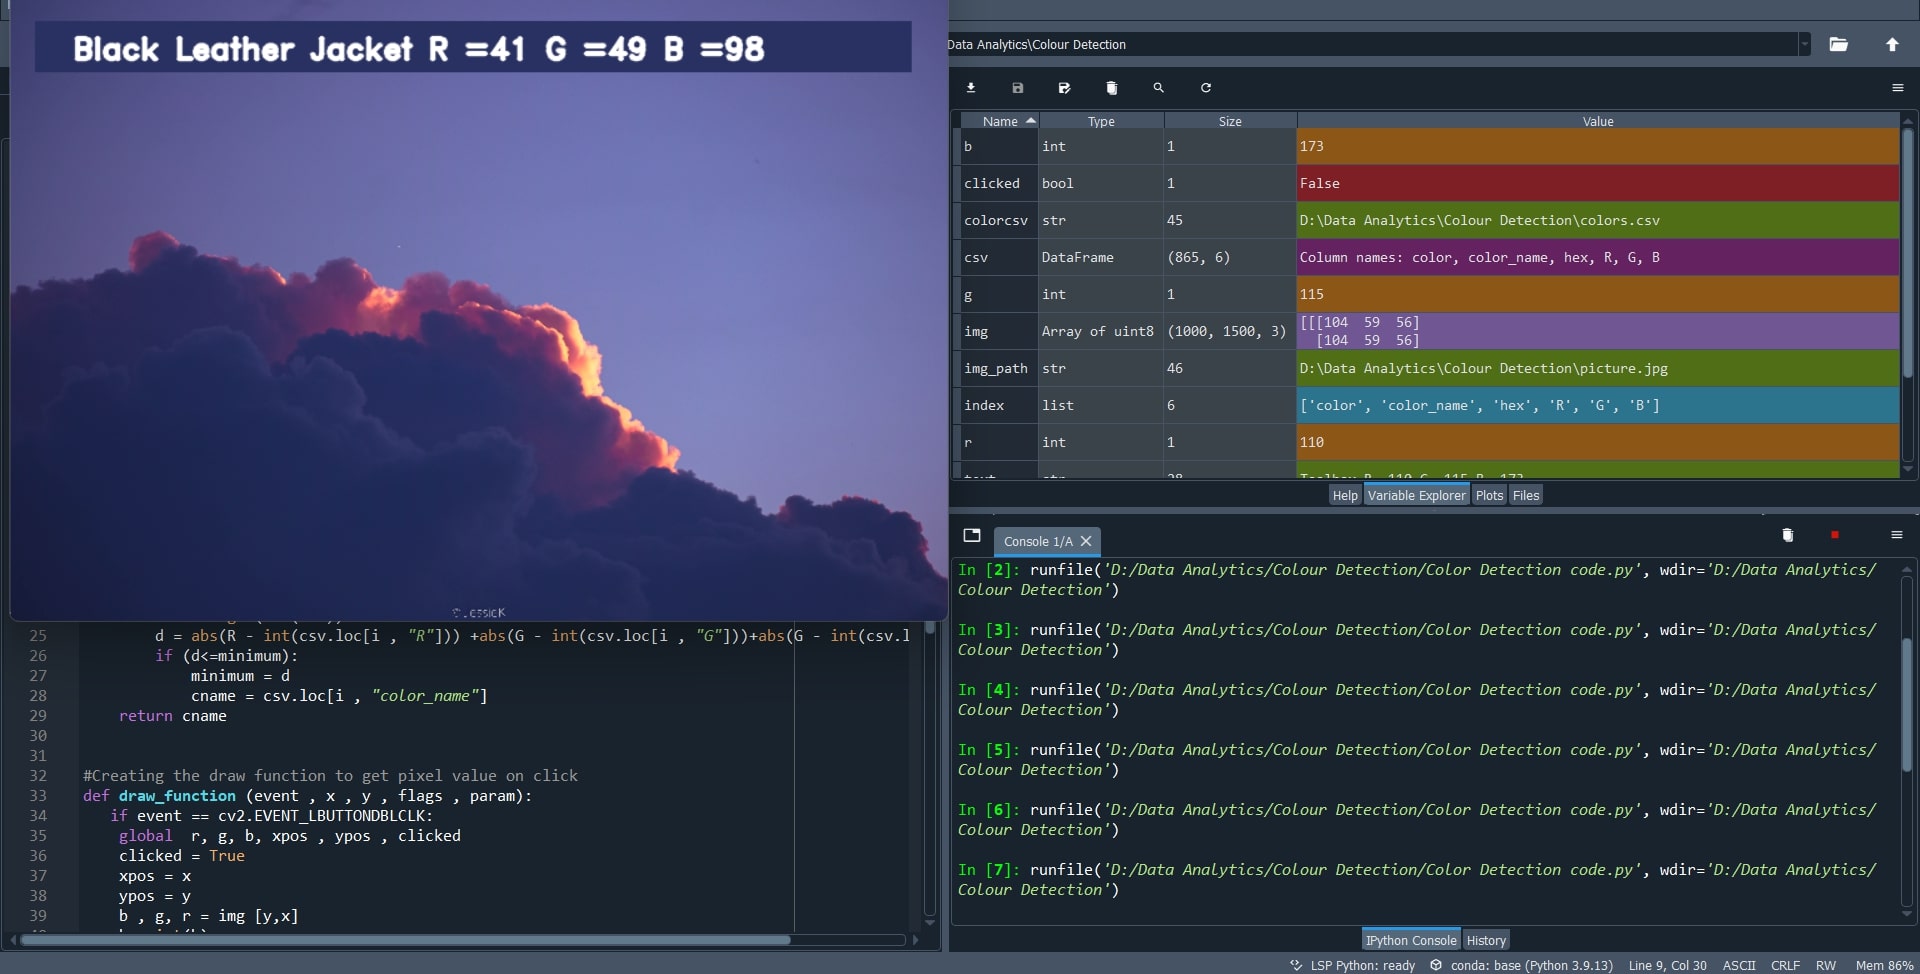 Black Leather Jacket R =41 G =49 B =98
Data Analytics\Colour Detection
Name Type Size Value
b int 1 173
clicked bool 1 False
colorcsv str 45 D:\Data Analytics\Colour Detection\colors.csv
csv DataFrame (865, 6) Column names: color, color_name, hex, R, G, B
g int 1 115
img Array of uint8 (1000, 1500, 3) [[[104 59 56]
[104 59 56]
img_path str 46 D:\Data Analytics\Colour Detection\picture.jpg
index list 6 ['color', 'color_name', 'hex', 'R', 'G', 'B']
r int 1 110
Help Variable Explorer Plots Files
Console 1/A
In [2]: runfile('D:/Data Analytics/Colour Detection/Color Detection code.py', wdir='D:/Data Analytics/
Colour Detection')
In [3]: runfile('D:/Data Analytics/Colour Detection/Color Detection code.py', wdir='D:/Data Analytics/
Colour Detection')
In [4]: runfile('D:/Data Analytics/Colour Detection/Color Detection code.py', wdir='D:/Data Analytics/
Colour Detection')
In [5]: runfile('D:/Data Analytics/Colour Detection/Color Detection code.py', wdir='D:/Data Analytics/
Colour Detection')
In [6]: runfile('D:/Data Analytics/Colour Detection/Color Detection code.py', wdir='D:/Data Analytics/
Colour Detection')
In [7]: runfile('D:/Data Analytics/Colour Detection/Color Detection code.py', wdir='D:/Data Analytics/
Colour Detection')
IPython Console History
25 d = abs(R - int(csv.loc[i , "R"])) +abs(G - int(csv.loc[i , "G"]))+abs(G - int(csv.l
26 if (d<=minimum):
27 minimum = d
28 cname = csv.loc[i , "color_name"]
29 return cname
30
31
32 #Creating the draw function to get pixel value on click
33 def draw_function (event , x , y , flags , param):
34 if event == cv2.EVENT_LBUTTONDBLCLK:
35 global r, g, b, xpos , ypos , clicked
36 clicked = True
37 xpos = x
38 ypos = y
39 b , g, r = img [y,x]
LSP Python: ready conda: base (Python 3.9.13) Line 9, Col 30 ASCII CRLF RW Mem 86%